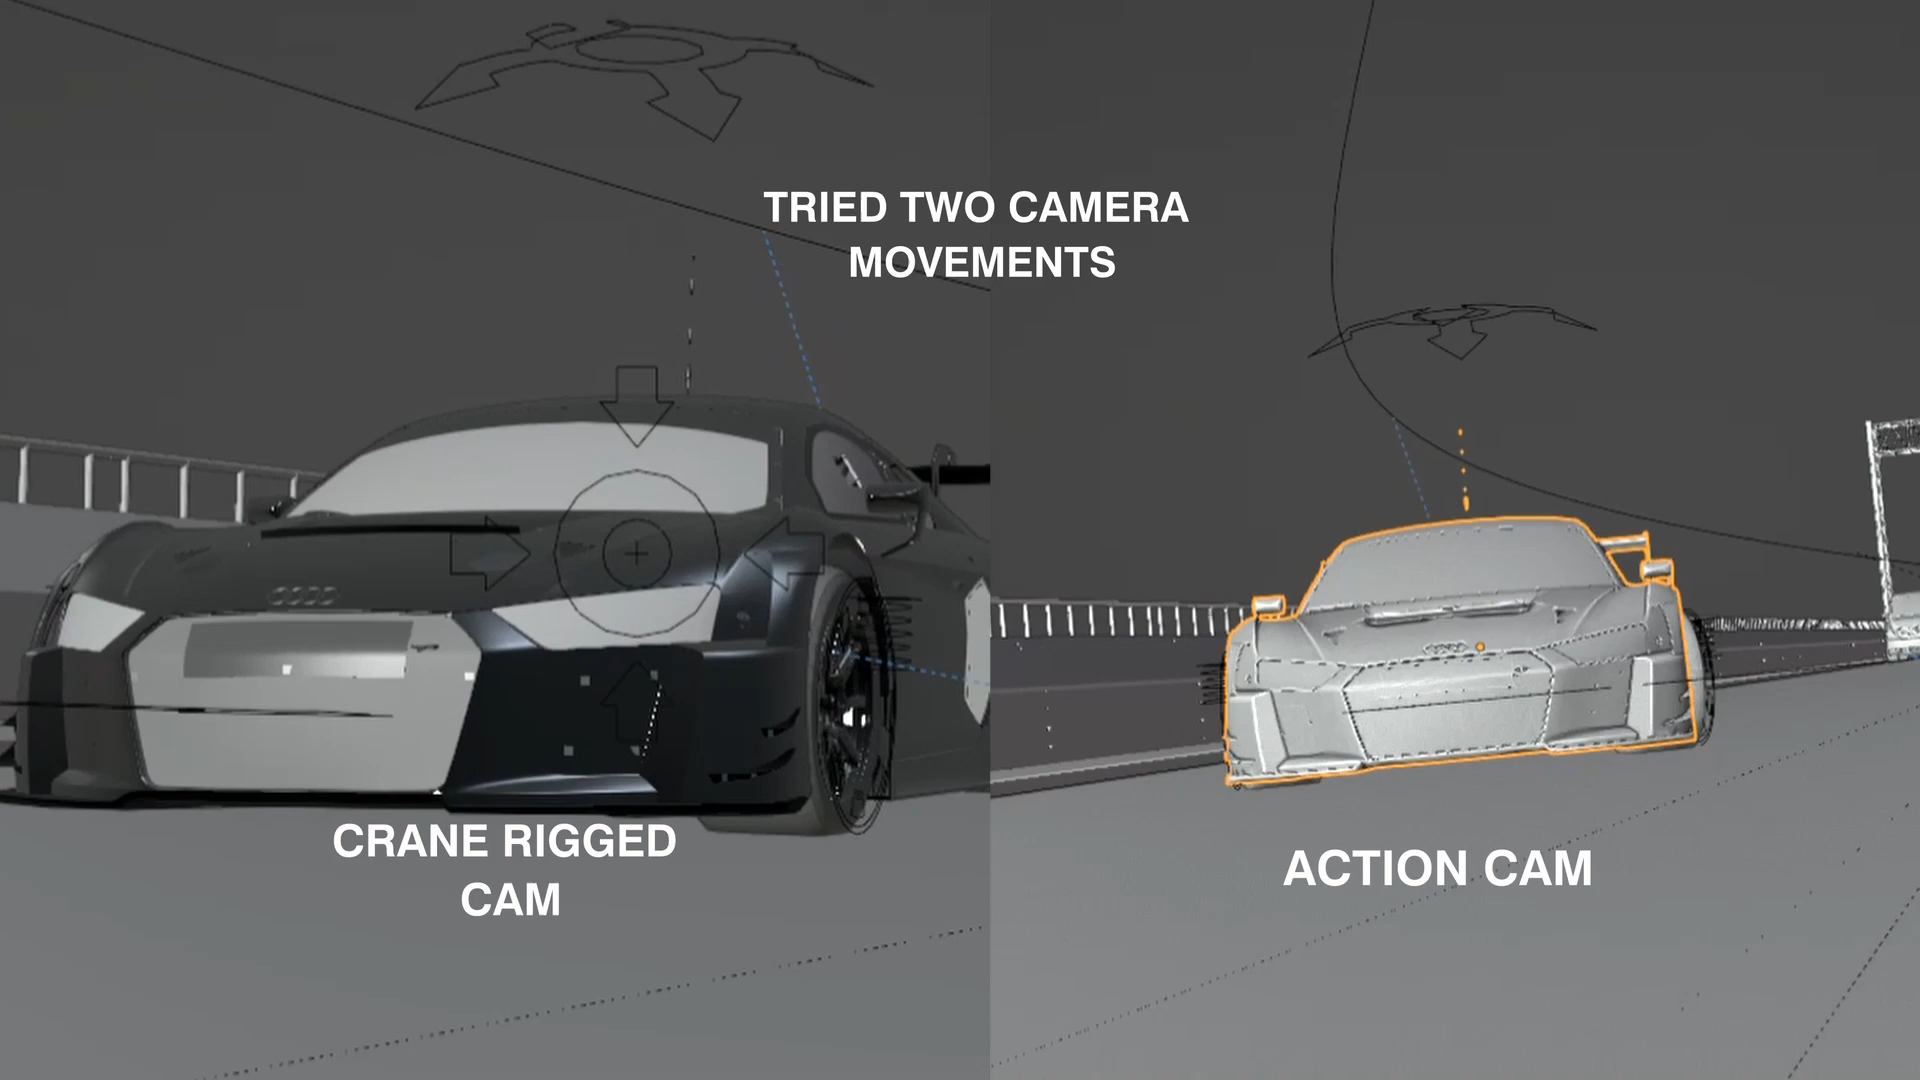 TRIED TWO CAMERA
MOVEMENTS
CRANE RIGGED
CAM
ACTION CAM